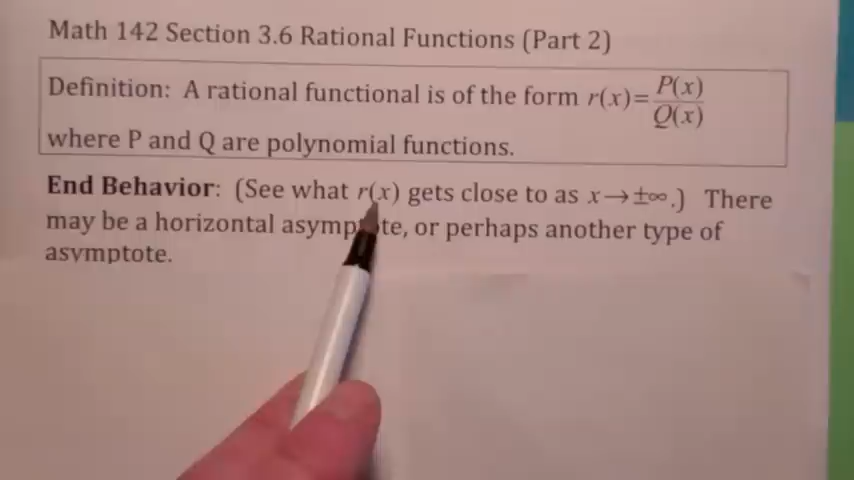 Math 142 Section 3.6 Rational Functions (Part 2)
Definition: A rational functional is of the form r(x)=P(x)/Q(x)
where P and Q are polynomial functions.
End Behavior: (See what r(x) gets close to as x→±∞.) There
may be a horizontal asymptote, or perhaps another type of
asymptote.